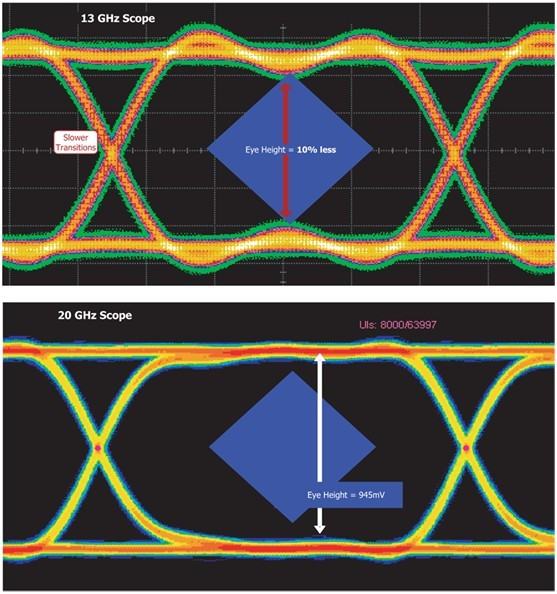 13 GHz Scope
Slower
Transitions
Eye Height = 10% less
20 GHz Scope
UIs: 8000/63997
Eye Height = 945mV